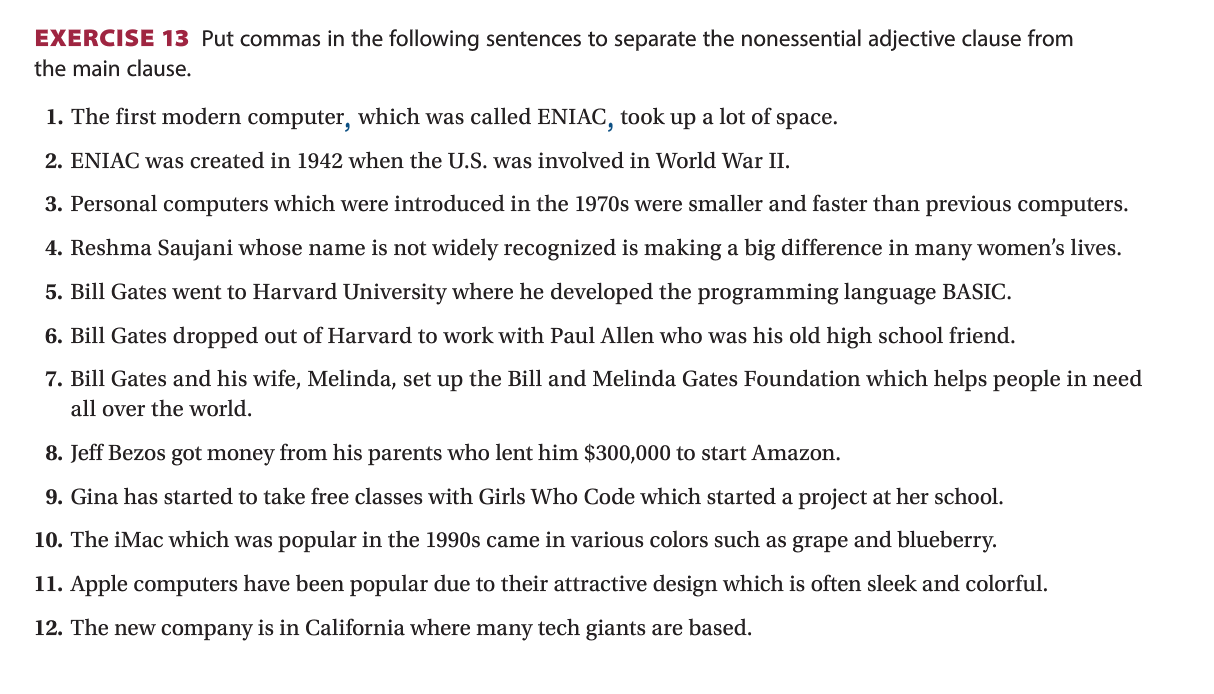 EXERCISE 13 Put commas in the following sentences to separate the nonessential adjective clause from
the main clause.
1. The first modern computer, which was called ENIAC, took up a lot of space.
2. ENIAC was created in 1942 when the U.S. was involved in World War II.
3. Personal computers which were introduced in the 1970s were smaller and faster than previous computers.
4. Reshma Saujani whose name is not widely recognized is making a big difference in many women’s lives.
5. Bill Gates went to Harvard University where he developed the programming language BASIC.
6. Bill Gates dropped out of Harvard to work with Paul Allen who was his old high school friend.
7. Bill Gates and his wife, Melinda, set up the Bill and Melinda Gates Foundation which helps people in need
all over the world.
8. Jeff Bezos got money from his parents who lent him $300,000 to start Amazon.
9. Gina has started to take free classes with Girls Who Code which started a project at her school.
10. The iMac which was popular in the 1990s came in various colors such as grape and blueberry.
11. Apple computers have been popular due to their attractive design which is often sleek and colorful.
12. The new company is in California where many tech giants are based.